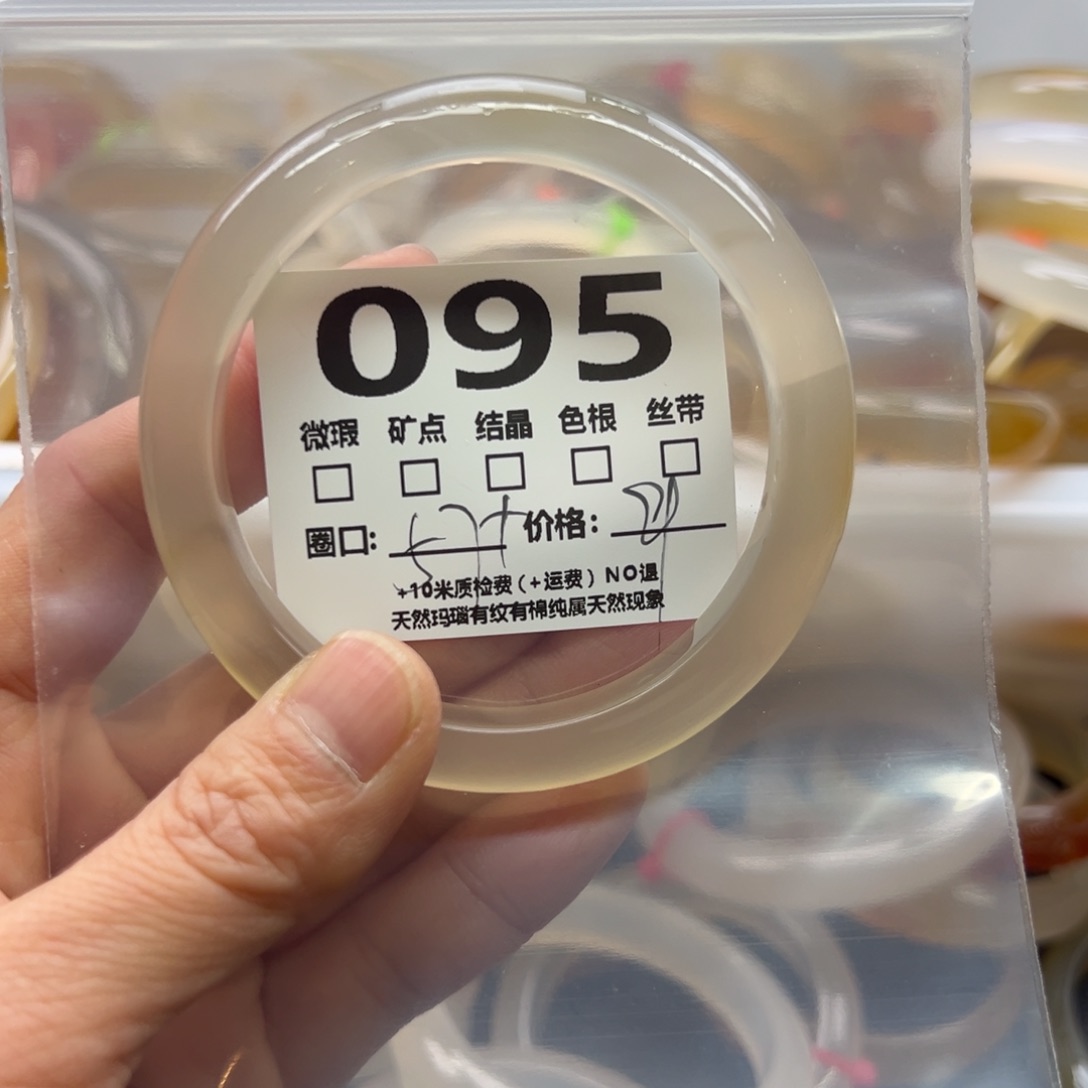 095
微瑕 矿点 结晶 色根 丝带
□ □ □ □ □
圈口: 57+ 价格:
+10米质检费(+运费)NO退
天然玛瑙有纹有棉纯属天然现象